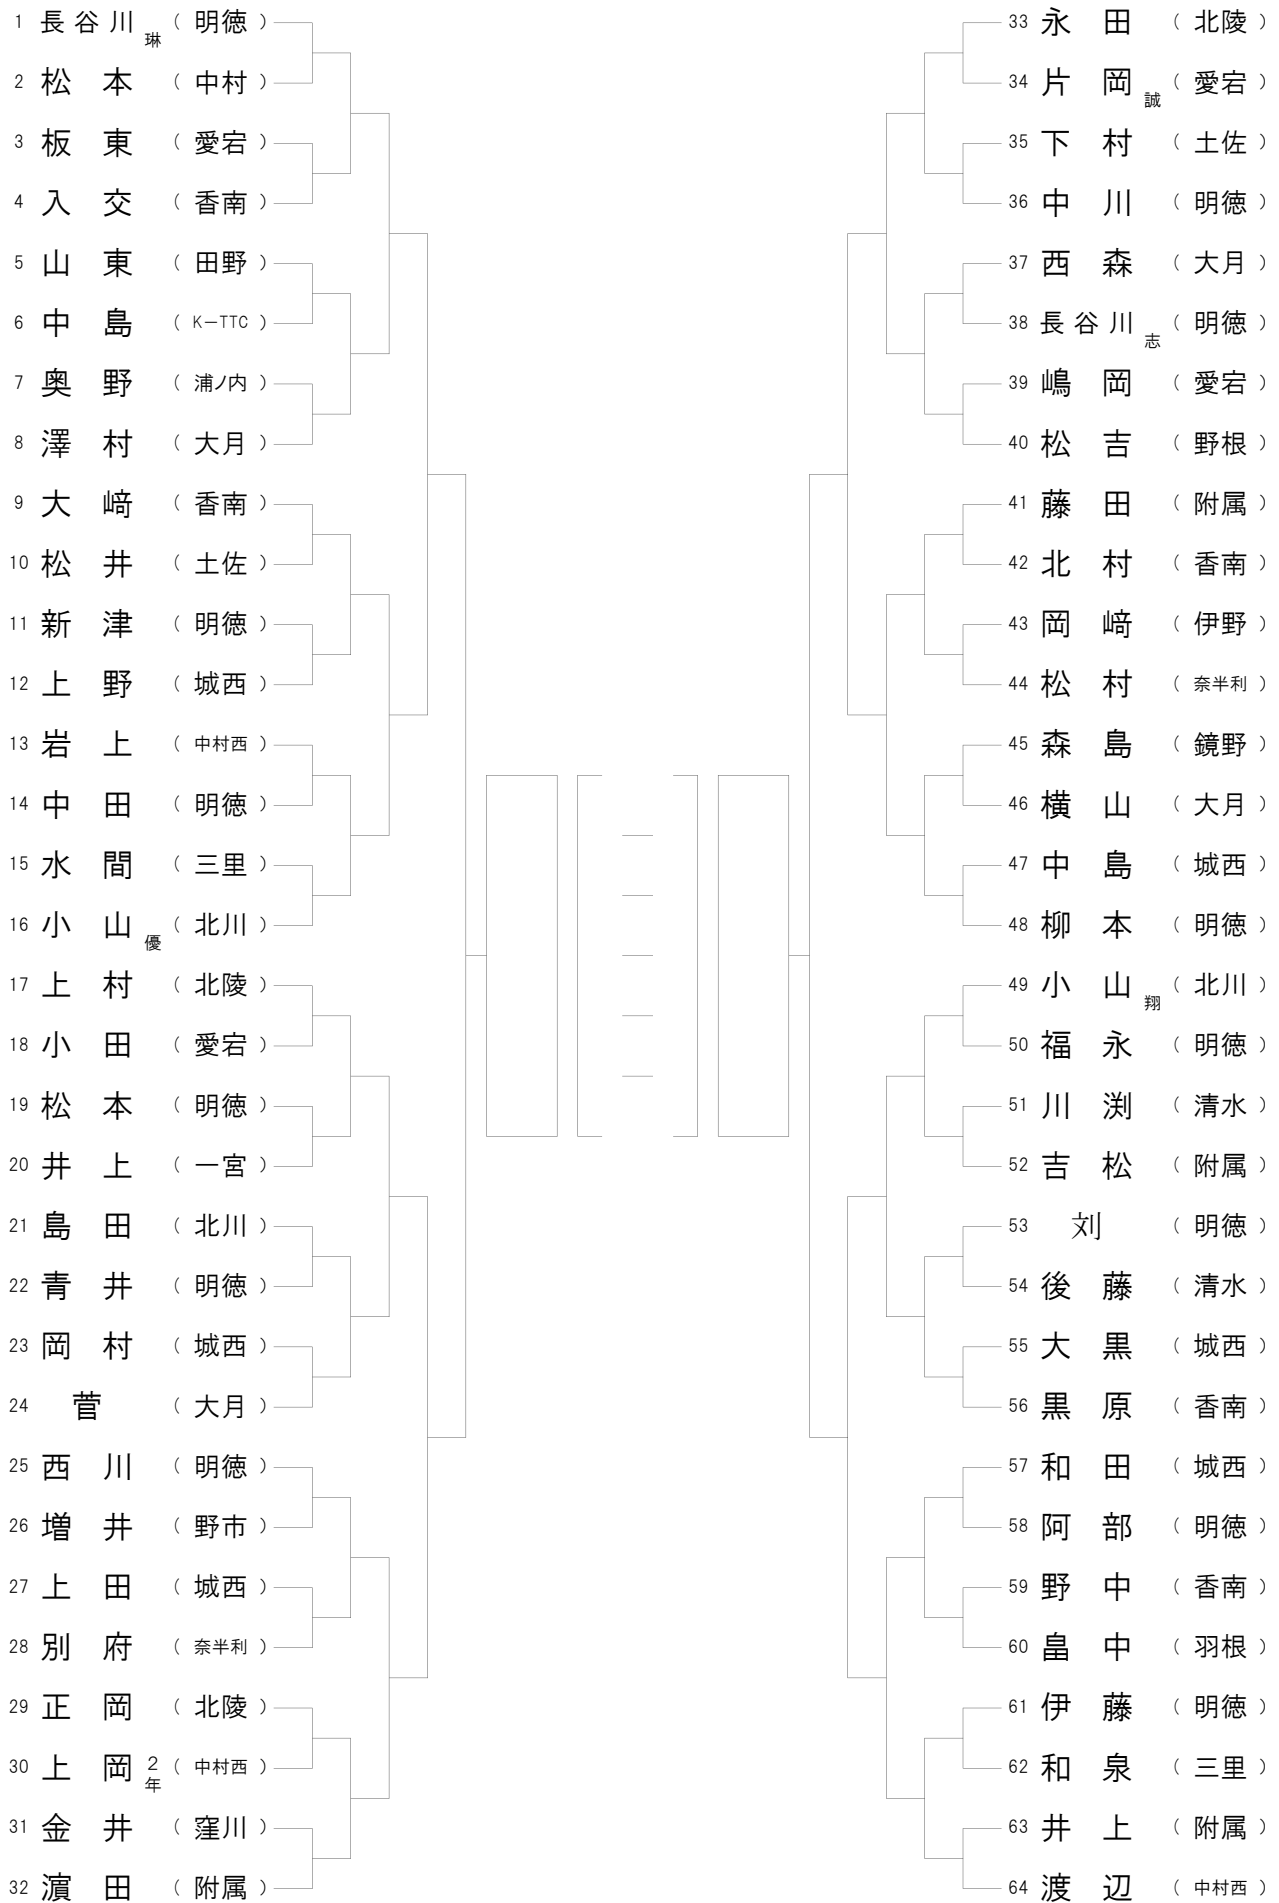 1 長谷川 琳 （ 明徳 ）
2 松本 （ 中村 ）
3 板東 （ 愛宕 ）
4 入交 （ 香南 ）
5 山東 （ 田野 ）
6 中島 （ K－TTC ）
7 奥野 （ 浦ノ内 ）
8 澤村 （ 大月 ）
9 大﨑 （ 香南 ）
10 松井 （ 土佐 ）
11 新津 （ 明徳 ）
12 上野 （ 城西 ）
13 岩上 （ 中村西 ）
14 中田 （ 明徳 ）
15 水間 （ 三里 ）
16 小山 優 （ 北川 ）
17 上村 （ 北陵 ）
18 小田 （ 愛宕 ）
19 松本 （ 明徳 ）
20 井上 （ 一宮 ）
21 島田 （ 北川 ）
22 青井 （ 明徳 ）
23 岡村 （ 城西 ）
24 菅 （ 大月 ）
25 西川 （ 明徳 ）
26 増井 （ 野市 ）
27 上田 （ 城西 ）
28 別府 （ 奈半利 ）
29 正岡 （ 北陵 ）
30 上岡 2年 （ 中村西 ）
31 金井 （ 窪川 ）
32 濵田 （ 附属 ）
33 永田 （ 北陵 ）
34 片岡 誠 （ 愛宕 ）
35 下村 （ 土佐 ）
36 中川 （ 明徳 ）
37 西森 （ 大月 ）
38 長谷川 志 （ 明徳 ）
39 嶋岡 （ 愛宕 ）
40 松吉 （ 野根 ）
41 藤田 （ 附属 ）
42 北村 （ 香南 ）
43 岡﨑 （ 伊野 ）
44 松村 （ 奈半利 ）
45 森島 （ 鏡野 ）
46 横山 （ 大月 ）
47 中島 （ 城西 ）
48 柳本 （ 明徳 ）
49 小山 翔 （ 北川 ）
50 福永 （ 明徳 ）
51 川渕 （ 清水 ）
52 吉松 （ 附属 ）
53 刘 （ 明徳 ）
54 後藤 （ 清水 ）
55 大黒 （ 城西 ）
56 黒原 （ 香南 ）
57 和田 （ 城西 ）
58 阿部 （ 明徳 ）
59 野中 （ 香南 ）
60 畠中 （ 羽根 ）
61 伊藤 （ 明徳 ）
62 和泉 （ 三里 ）
63 井上 （ 附属 ）
64 渡辺 （ 中村西 ）